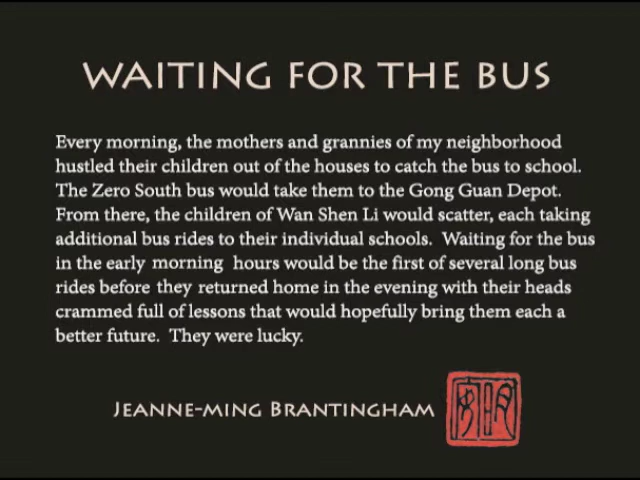 WAITING FOR THE BUS
Every morning, the mothers and grannies of my neighborhood
hustled their children out of the houses to catch the bus to school.
The Zero South bus would take them to the Gong Guan Depot.
From there, the children of Wan Shen Li would scatter, each taking
additional bus rides to their individual schools.  Waiting for the bus
in the early morning hours would be the first of several long bus
rides before they returned home in the evening with their heads
crammed full of lessons that would hopefully bring them each a
better future.  They were lucky.
Jeanne-ming Brantingham